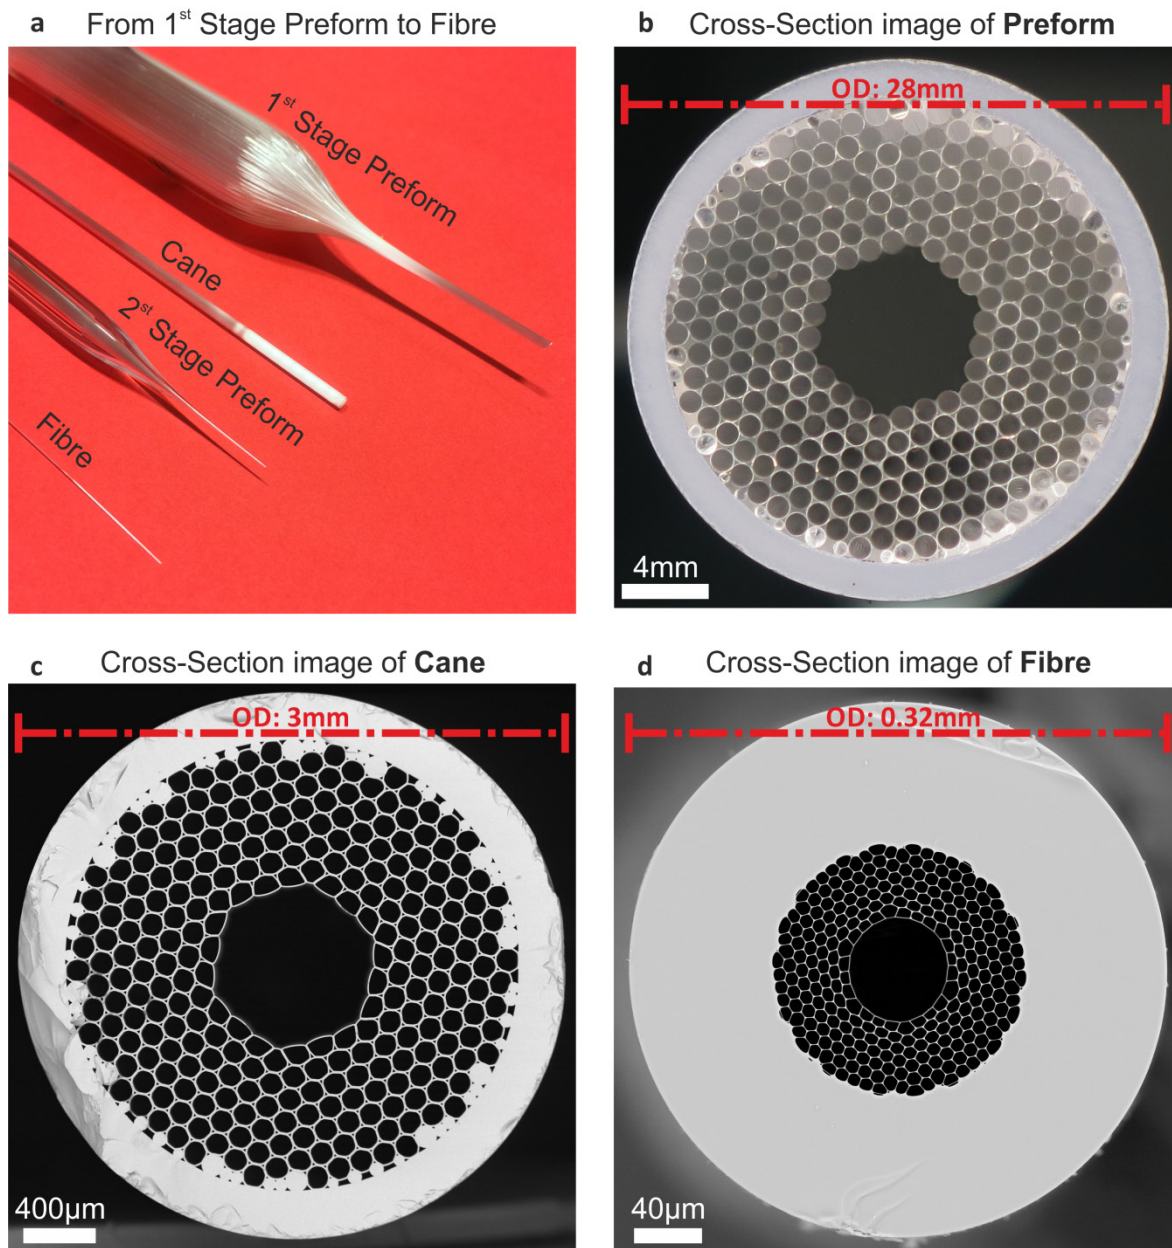 a From 1st Stage Preform to Fibre
1st Stage Preform
Cane
2st Stage Preform
Fibre
b Cross-Section image of Preform
OD: 28mm
4mm
c Cross-Section image of Cane
OD: 3mm
400μm
d Cross-Section image of Fibre
OD: 0.32mm
40μm